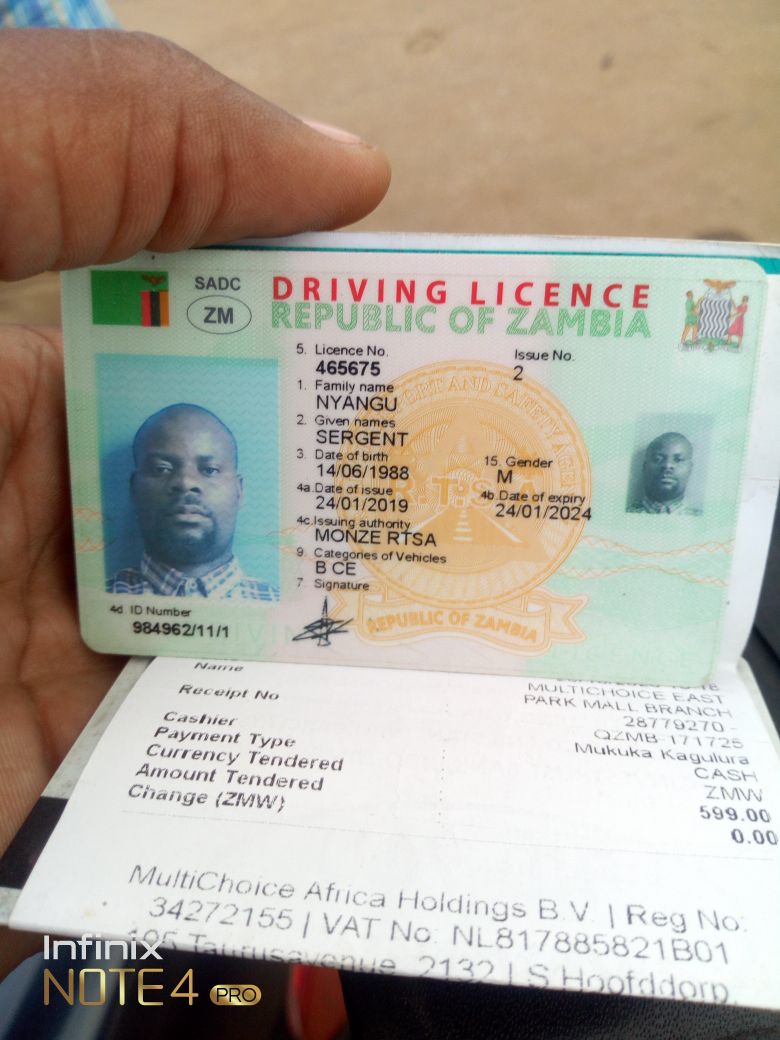 SADC
ZM
DRIVING LICENCE
REPUBLIC OF ZAMBIA
5. Licence No.
465675
Issue No.
2
1. Family name
NYANGU
2. Given names
SERGENT
3. Date of birth
14/06/1988
15. Gender
M
4a. Date of issue
24/01/2019
4b. Date of expiry
24/01/2024
4c. Issuing authority
MONZE RTSA
9. Categories of Vehicles
B CE
7. Signature
4d. ID Number
984962/11/1
R.T.S.A
REPUBLIC OF ZAMBIA
Name
MULTICHOICE EAST
PARK MALL BRANCH
Receipt No
28779270 -
QZMB-171725
Cashier
Mukuka Kagulura
Payment Type
CASH
Currency Tendered
ZMW
Amount Tendered
599.00
Change (ZMW)
0.00
MultiChoice Africa Holdings B.V. | Reg No:
34272155 | VAT No: NL817885821B01
Taurusavenue, 2132 LS Hoofddorp,
Infinix
NOTE 4 PRO